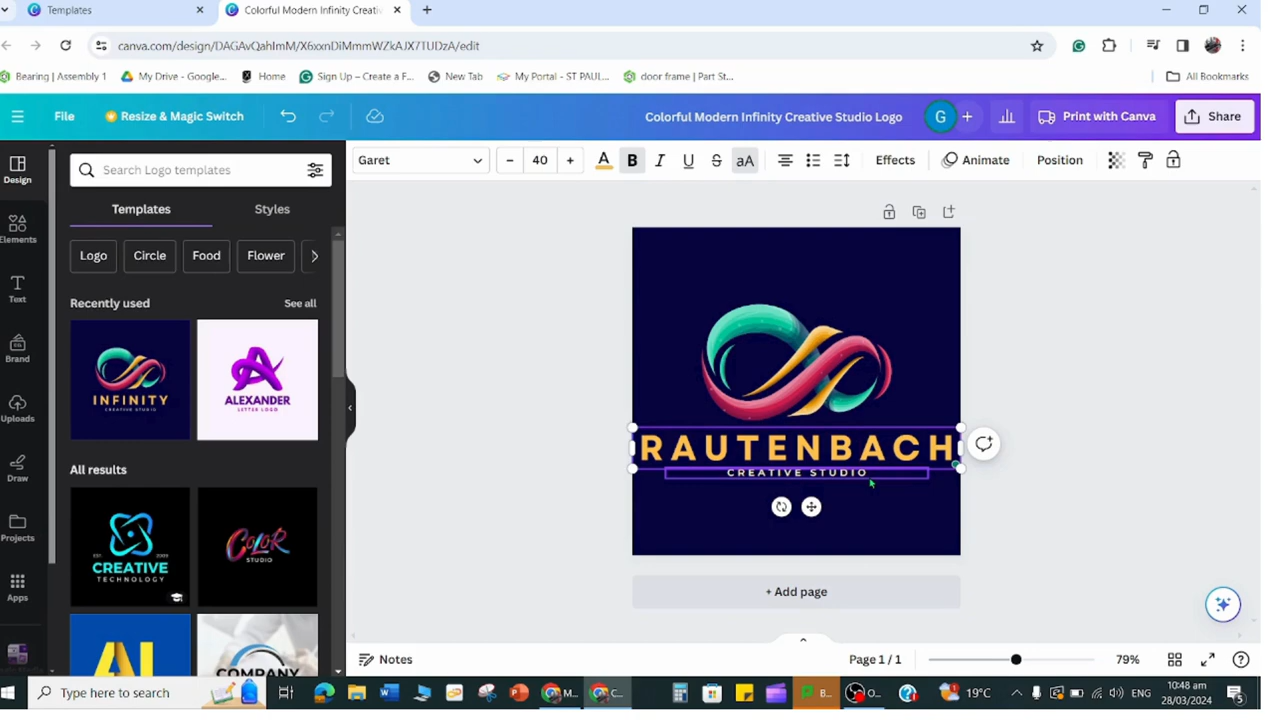 Templates
Colorful Modern Infinity Creativ
canva.com/design/DAGAvQahImM/X6xxnDiMmmWZkAJX7TUDzA/edit
Bearing | Assembly 1
My Drive - Google...
Home
Sign Up – Create a F...
New Tab
My Portal - ST PAUL...
door frame | Part St...
All Bookmarks
File
Resize & Magic Switch
Colorful Modern Infinity Creative Studio Logo
G
Print with Canva
Share
Design
Elements
Text
Brand
Uploads
Draw
Projects
Apps
Search Logo templates
Templates
Styles
Logo
Circle
Food
Flower
Recently used
See all
INFINITY
CREATIVE STUDIO
ALEXANDER
LETTER LOGO
All results
CREATIVE
TECHNOLOGY
COLOR
STUDIO
COMPANY
Garet
40
B
I
U
S
aA
Effects
Animate
Position
RAUTENBACH
CREATIVE STUDIO
+ Add page
Notes
Page 1 / 1
79%
Type here to search
M...
C...
B...
O...
19°C
ENG
10:48 am
28/03/2024
5